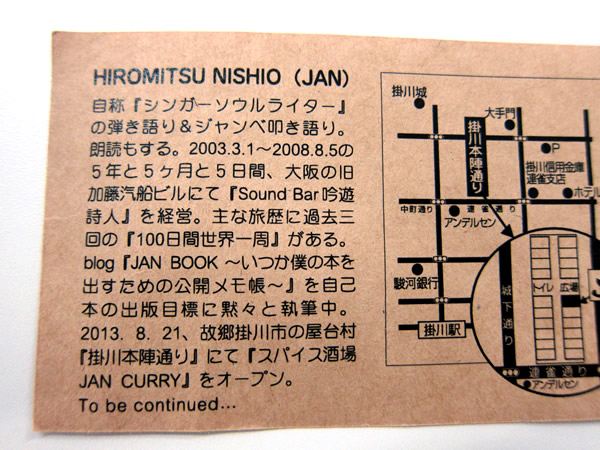 HIROMITSU NISHIO (JAN)
自称『シンガーソウルライター』
の弾き語り&ジャンベ叩き語り。
朗読もする。2003.3.1〜2008.8.5の
5年と5ヶ月と5日間、大阪の旧
加藤汽船ビルにて『Sound Bar吟遊
詩人』を経営。主な旅歴に過去三
回の『100日間世界一周』がある。
blog『JAN BOOK 〜いつか僕の本を
出すための公開メモ帳〜』を自己
本の出版目標に黙々と執筆中。
2013. 8. 21、故郷掛川市の屋台村
『掛川本陣通り』にて『スパイス酒場
JAN CURRY』をオープン。
To be continued...
掛川城
大手門
掛川本陣通り
P
掛川信用金庫
連雀支店
ホテル
中町通り
連雀通り
アンデルセン
駿河銀行
掛川駅
城下通り
トイレ
広場
連雀通り
アンデルセン